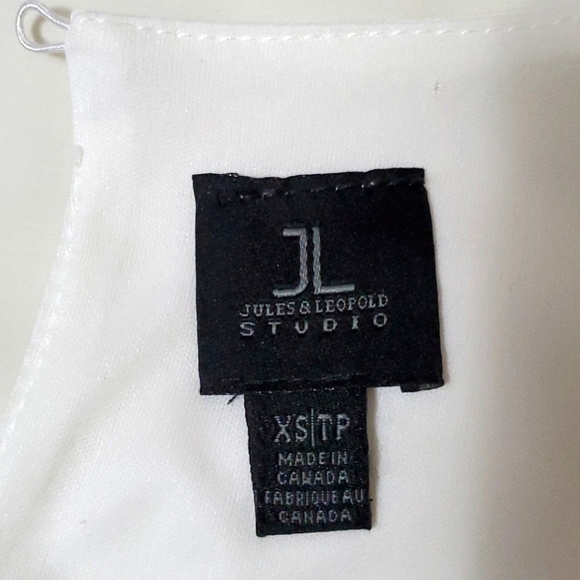 JL
JULES & LEOPOLD
STUDIO
XS|TP
MADE IN
CANADA
FABRIQUE AU
CANADA